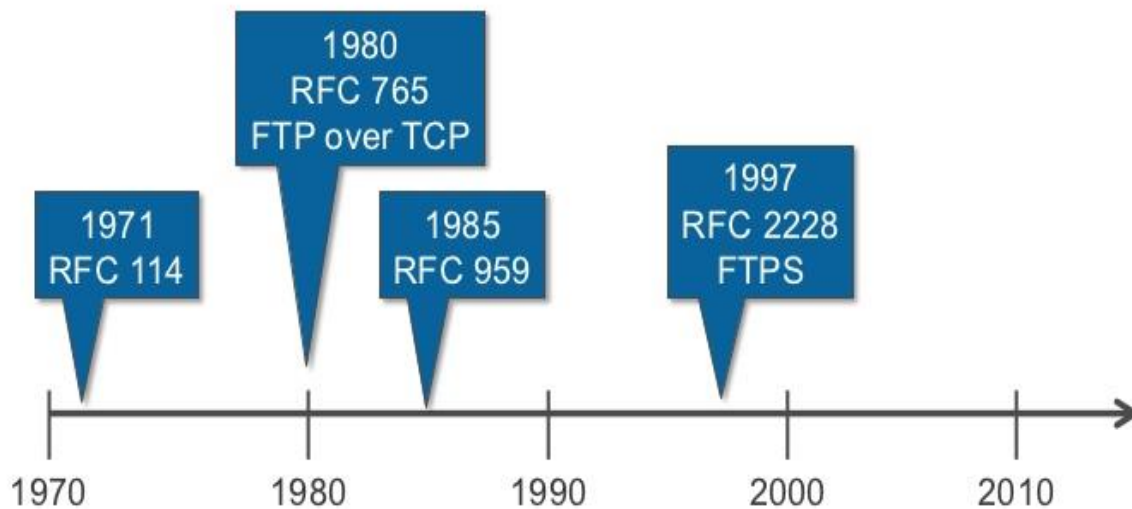 1980
RFC 765
FTP over TCP
1971
RFC 114
1985
RFC 959
1997
RFC 2228
FTPS
1970
1980
1990
2000
2010